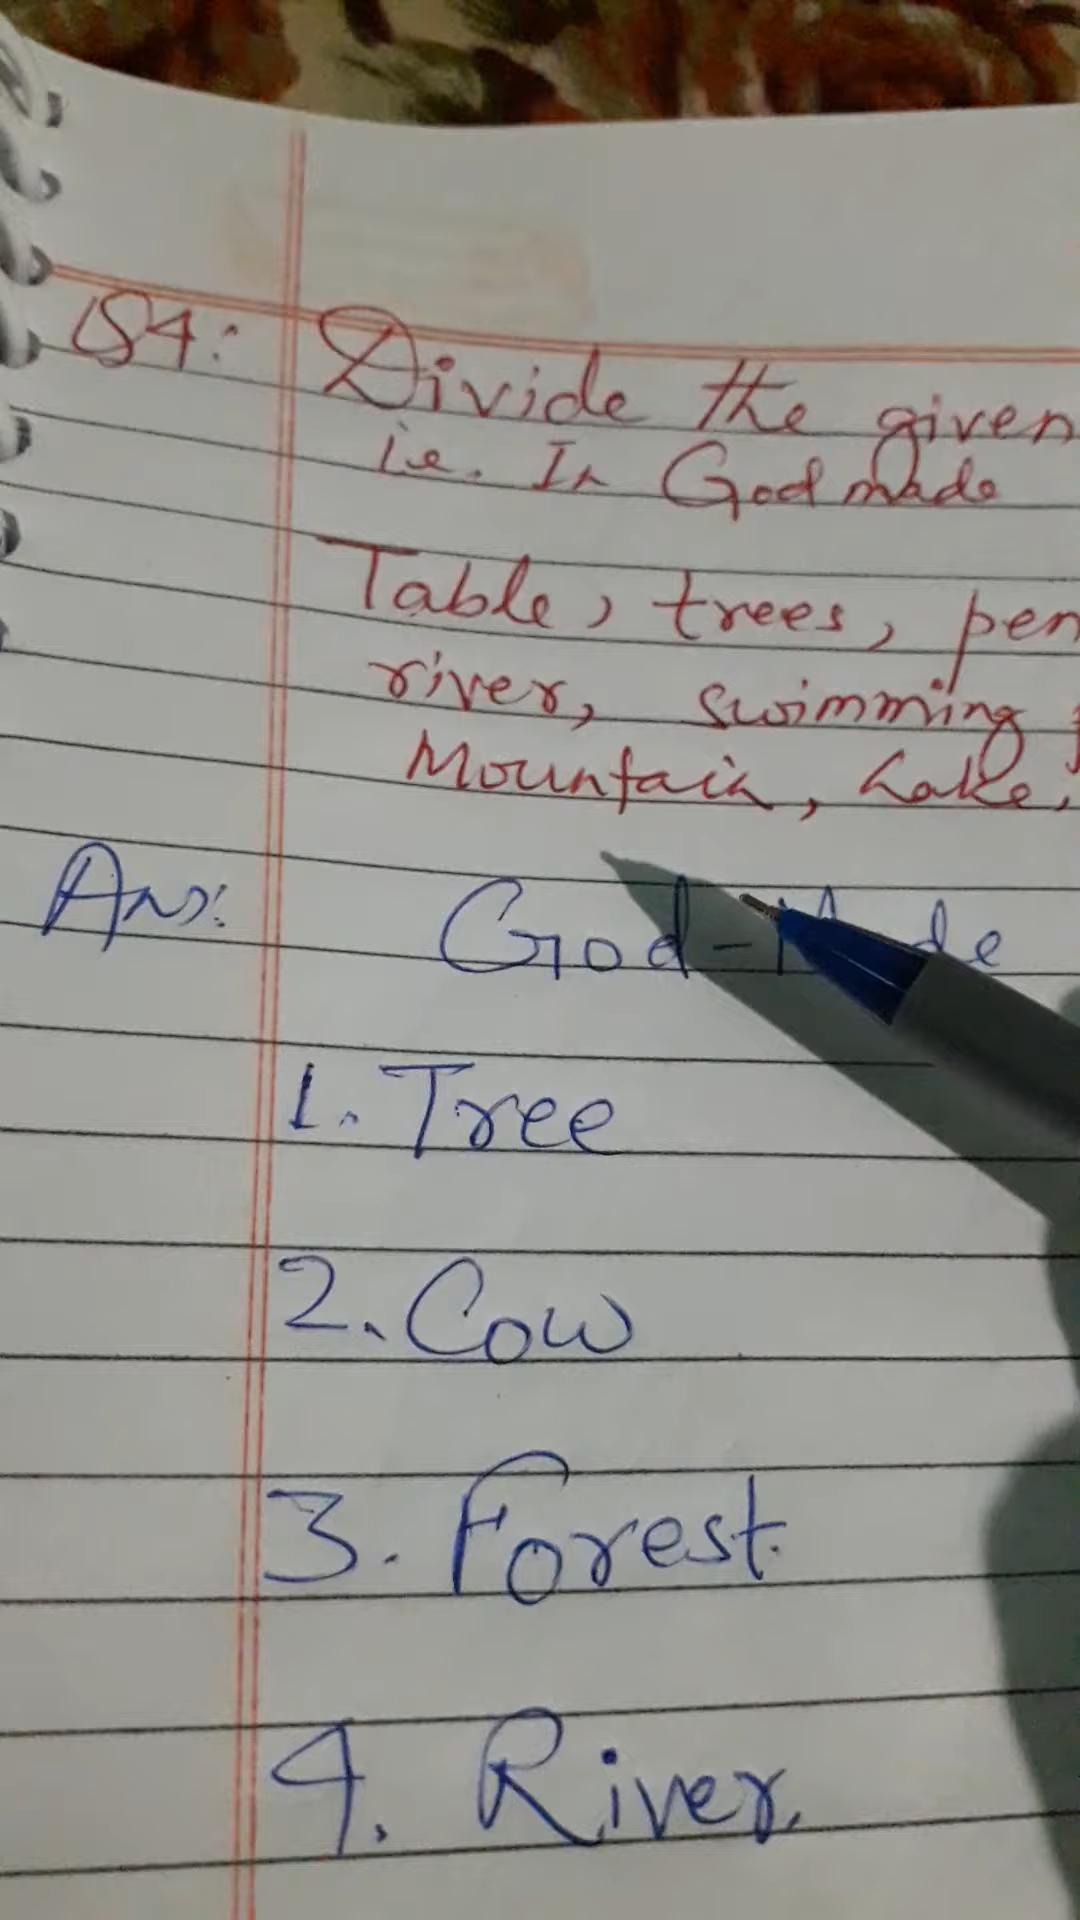 Q4: Divide the given
i.e. In God made
Table, trees, pen
river, swimming
Mountain, Lake,
Ans: God-Made
1. Tree
2. Cow
3. Forest.
4. River.